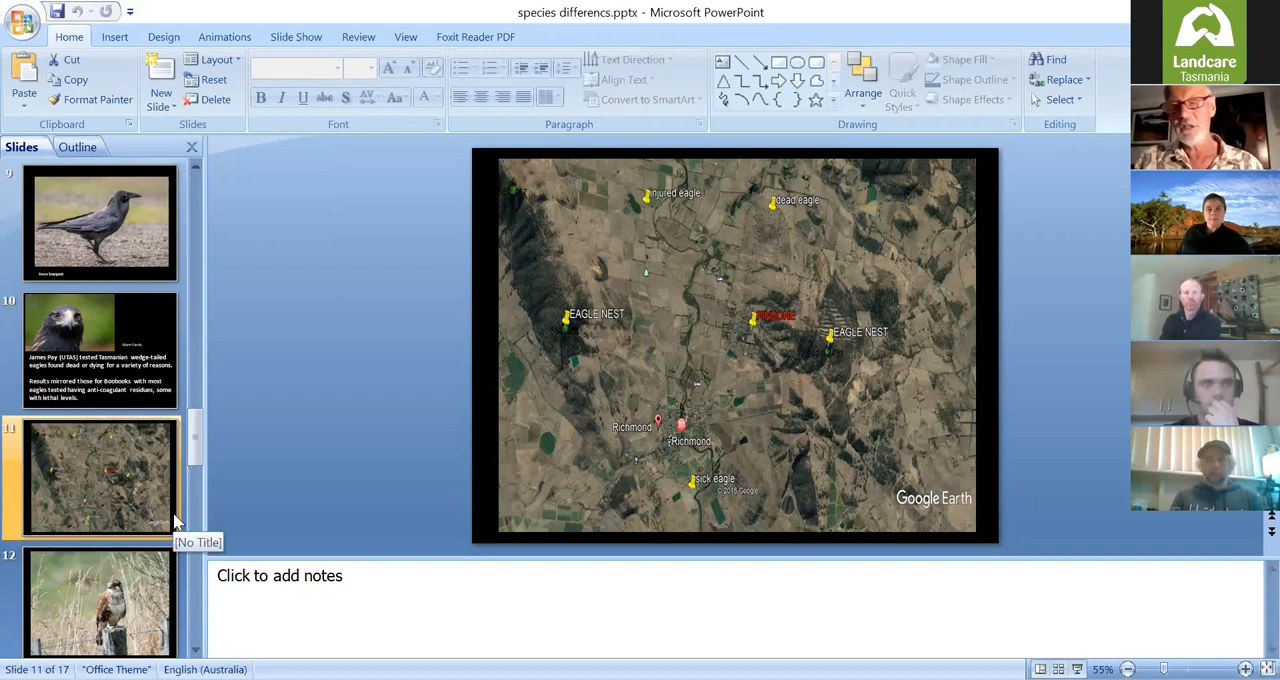 species differencs.pptx - Microsoft PowerPoint
Home
Insert
Design
Animations
Slide Show
Review
View
Foxit Reader PDF
Paste
Cut
Copy
Format Painter
Clipboard
New
Slide
Layout
Reset
Delete
Slides
B I U abc S AV Aa A
Font
Text Direction
Align Text
Convert to SmartArt
Paragraph
Arrange
Quick
Styles
Shape Fill
Shape Outline
Shape Effects
Drawing
Find
Replace
Select
Editing
Landcare
Tasmania
Slides
Outline
9
10
James Pay (UTAS) tested Tasmanian wedge-tailed
eagles found dead or dying for a variety of reasons.
Results mirrored those for Boobooks with most
eagles tested having anti-coagulant residues, some
with lethal levels.
11
[No Title]
12
injured eagle
dead eagle
EAGLE NEST
EAGLE NEST
Richmond
Richmond
sick eagle
© 2015 Google
Google Earth
Click to add notes
Slide 11 of 17
"Office Theme"
English (Australia)
55%